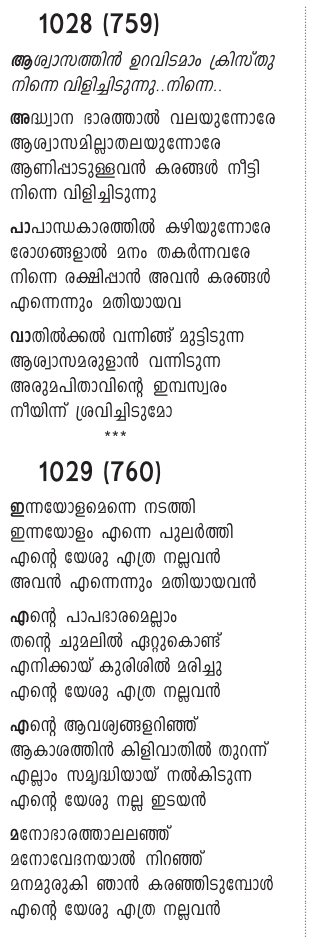 1028 (759)
ആശ്വാസത്തിൻ ഉറവിടമാം ക്രിസ്തു
നിന്നെ വിളിച്ചിടുന്നു..നിന്നെ..
അദ്ധ്വാന ഭാരത്താൽ വലയുന്നോരേ
ആശ്വാസമില്ലാതലയുന്നോരേ
ആണിപ്പാടുള്ളവൻ കരങ്ങൾ നീട്ടി
നിന്നെ വിളിച്ചിടുന്നു
പാപാന്ധകാരത്തിൽ കഴിയുന്നോരേ
രോഗങ്ങളാൽ മനം തകർന്നവരേ
നിന്നെ രക്ഷിപ്പാൻ അവൻ കരങ്ങൾ
എന്നെന്നും മതിയായവ
വാതിൽക്കൽ വന്നിങ്ങ് മുട്ടിടുന്ന
ആശ്വാസമരുളാൻ വന്നിടുന്ന
അരുമപിതാവിന്റെ ഇമ്പസ്വരം
നീയിന്ന് ശ്രവിച്ചിടുമോ
***
1029 (760)
ഇന്നയോളമെന്നെ നടത്തി
ഇന്നയോളം എന്നെ പുലർത്തി
എന്റെ യേശു എത്ര നല്ലവൻ
അവൻ എന്നെന്നും മതിയായവൻ
എന്റെ പാപഭാരമെല്ലാം
തന്റെ ചുമലിൽ ഏറ്റുകൊണ്ട്
എനിക്കായ് കുരിശിൽ മരിച്ചു
എന്റെ യേശു എത്ര നല്ലവൻ
എന്റെ ആവശ്യങ്ങളറിഞ്ഞ്
ആകാശത്തിൻ കിളിവാതിൽ തുറന്ന്
എല്ലാം സമൃദ്ധിയായ് നൽകിടുന്ന
എന്റെ യേശു നല്ല ഇടയൻ
മനോഭാരത്താലലഞ്ഞ്
മനോവേദനയാൽ നിറഞ്ഞ്
മനമുരുകി ഞാൻ കരഞ്ഞിടുമ്പോൾ
എന്റെ യേശു എത്ര നല്ലവൻ